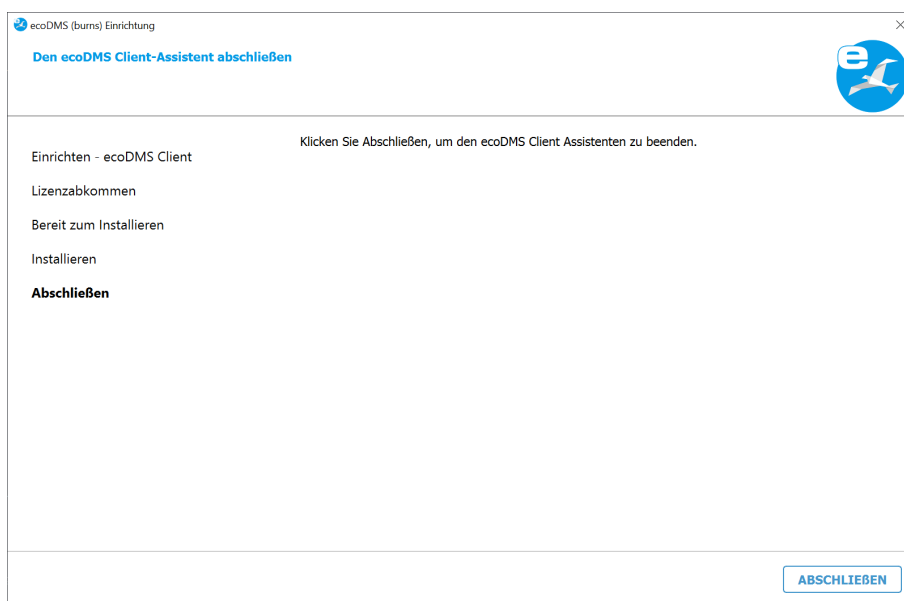 ecoDMS (burns) Einrichtung
Den ecoDMS Client-Assistent abschließen
e
Klicken Sie Abschließen, um den ecoDMS Client Assistenten zu beenden.
Einrichten - ecoDMS Client
Lizenzabkommen
Bereit zum Installieren
Installieren
Abschließen
ABSCHLIEßEN